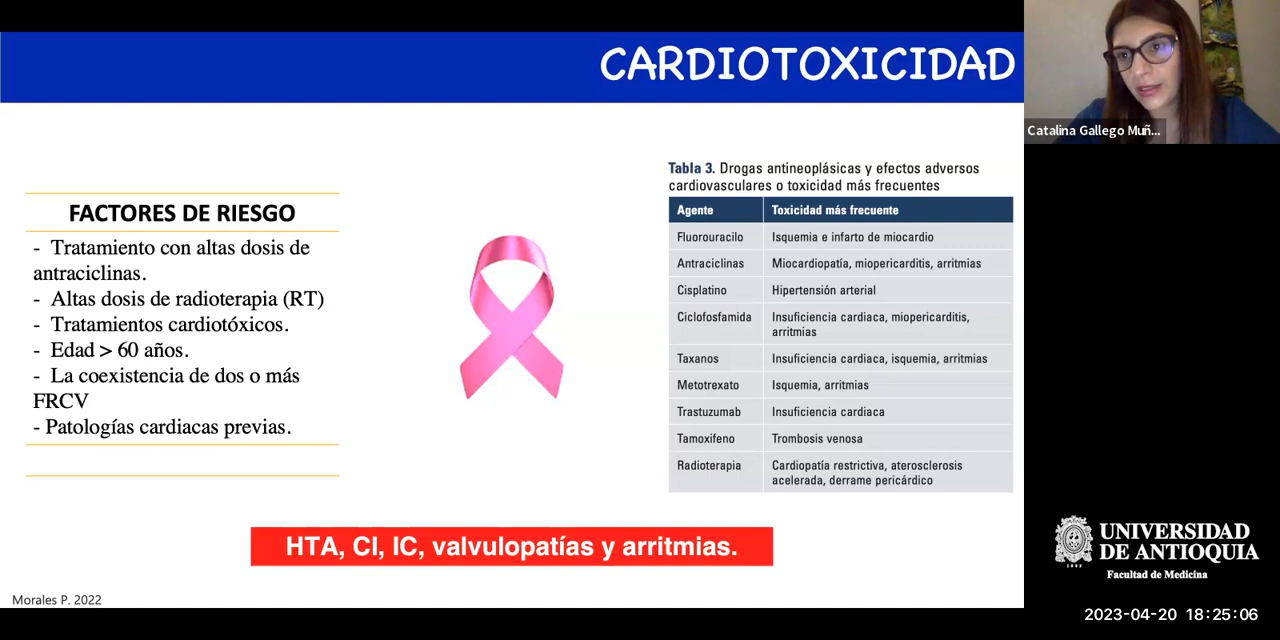 CARDIOTOXICIDAD
Catalina Gallego Muñ...
FACTORES DE RIESGO
- Tratamiento con altas dosis de
antraciclinas.
- Altas dosis de radioterapia (RT)
- Tratamientos cardiotóxicos.
- Edad > 60 años.
- La coexistencia de dos o más
FRCV
- Patologías cardiacas previas.
Tabla 3. Drogas antineoplásicas y efectos adversos
cardiovasculares o toxicidad más frecuentes
Agente Toxicidad más frecuente
Fluorouracilo Isquemia e infarto de miocardio
Antraciclinas Miocardiopatía, miopericarditis, arritmias
Cisplatino Hipertensión arterial
Ciclofosfamida Insuficiencia cardiaca, miopericarditis,
arritmias
Taxanos Insuficiencia cardiaca, isquemia, arritmias
Metotrexato Isquemia, arritmias
Trastuzumab Insuficiencia cardiaca
Tamoxífeno Trombosis venosa
Radioterapia Cardiopatía restrictiva, aterosclerosis
acelerada, derrame pericárdico
HTA, CI, IC, valvulopatías y arritmias.
Morales P. 2022
UNIVERSIDAD
DE ANTIOQUIA
1803
Facultad de Medicina
2023-04-20 18:25:06